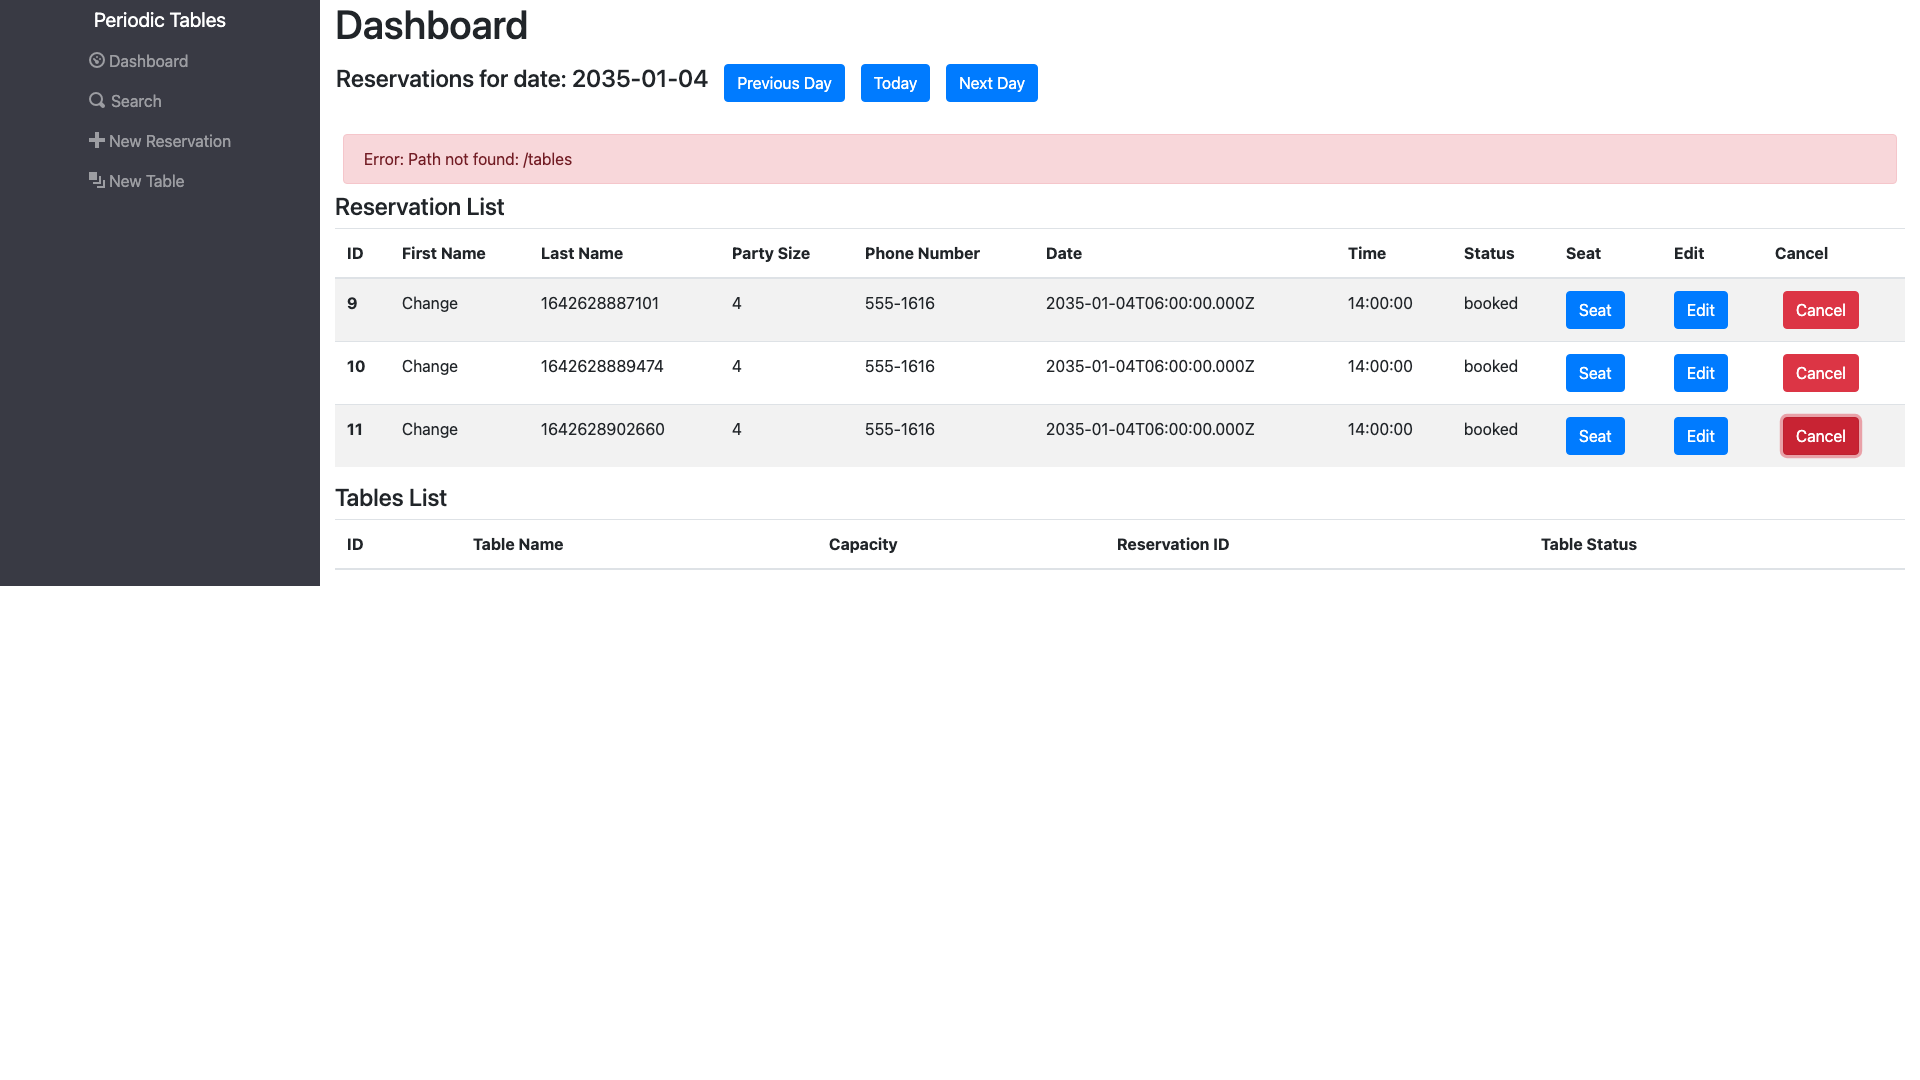 Periodic Tables
Dashboard
Search
New Reservation
New Table
Dashboard
Reservations for date: 2035-01-04 Previous Day Today Next Day
Error: Path not found: /tables
Reservation List
ID First Name Last Name Party Size Phone Number Date Time Status Seat Edit Cancel
9 Change 1642628887101 4 555-1616 2035-01-04T06:00:00.000Z 14:00:00 booked Seat Edit Cancel
10 Change 1642628889474 4 555-1616 2035-01-04T06:00:00.000Z 14:00:00 booked Seat Edit Cancel
11 Change 1642628902660 4 555-1616 2035-01-04T06:00:00.000Z 14:00:00 booked Seat Edit Cancel
Tables List
ID Table Name Capacity Reservation ID Table Status